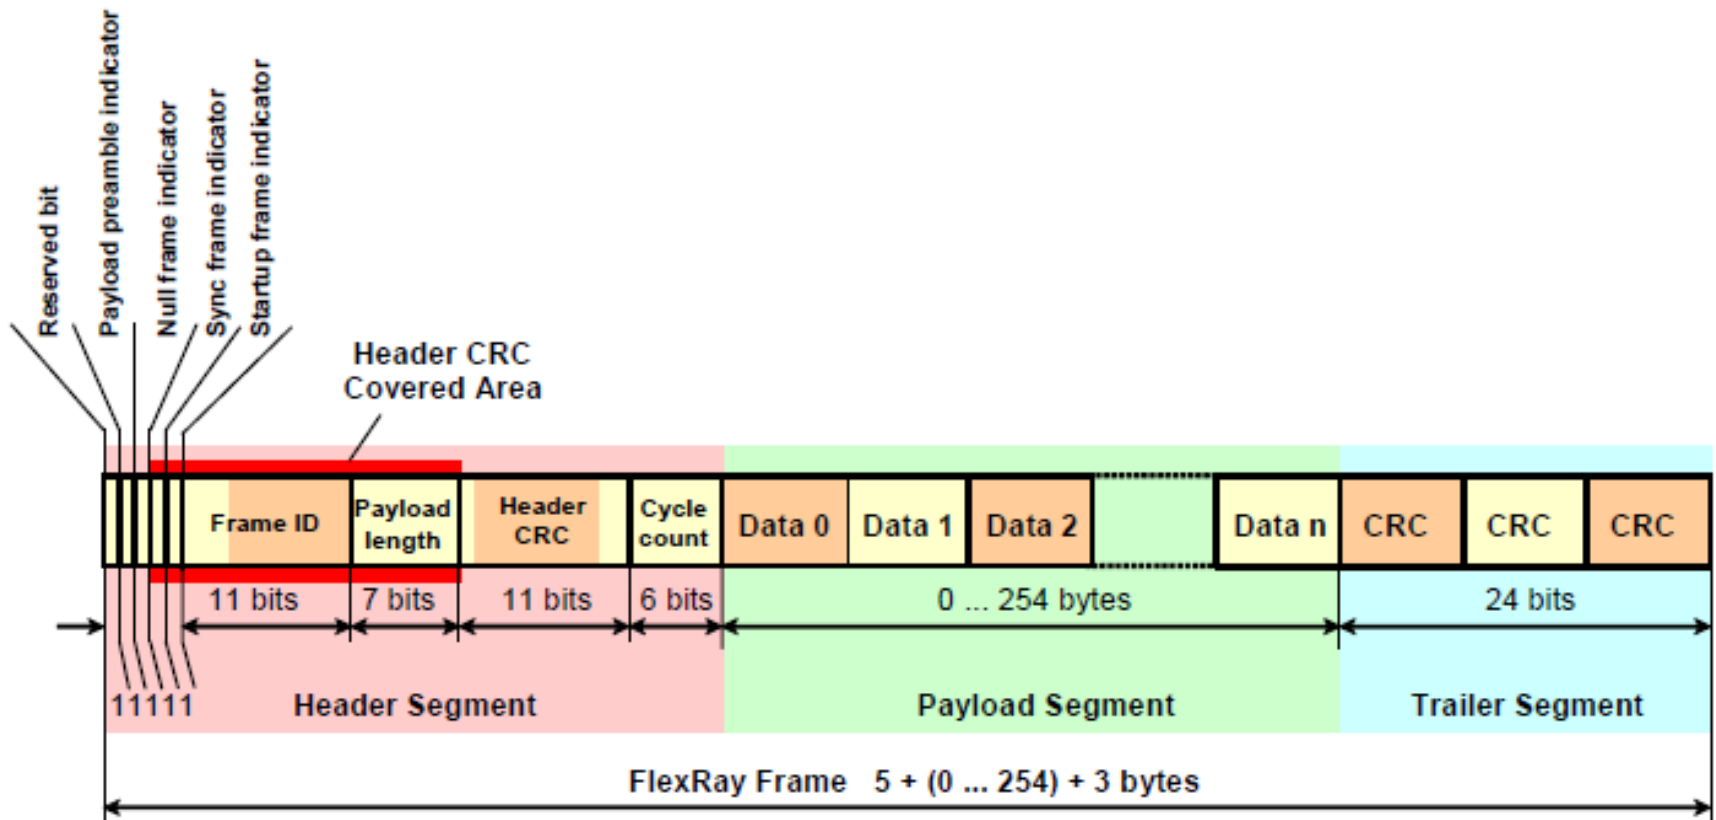 Reserved bit
Payload preamble indicator
Null frame indicator
Sync frame indicator
Startup frame indicator
Header CRC
Covered Area
Frame ID
Payload
length
Header
CRC
Cycle
count
Data 0
Data 1
Data 2
Data n
CRC
CRC
CRC
11 bits
7 bits
11 bits
6 bits
0 ... 254 bytes
24 bits
11111
Header Segment
Payload Segment
Trailer Segment
FlexRay Frame 5 + (0 ... 254) + 3 bytes